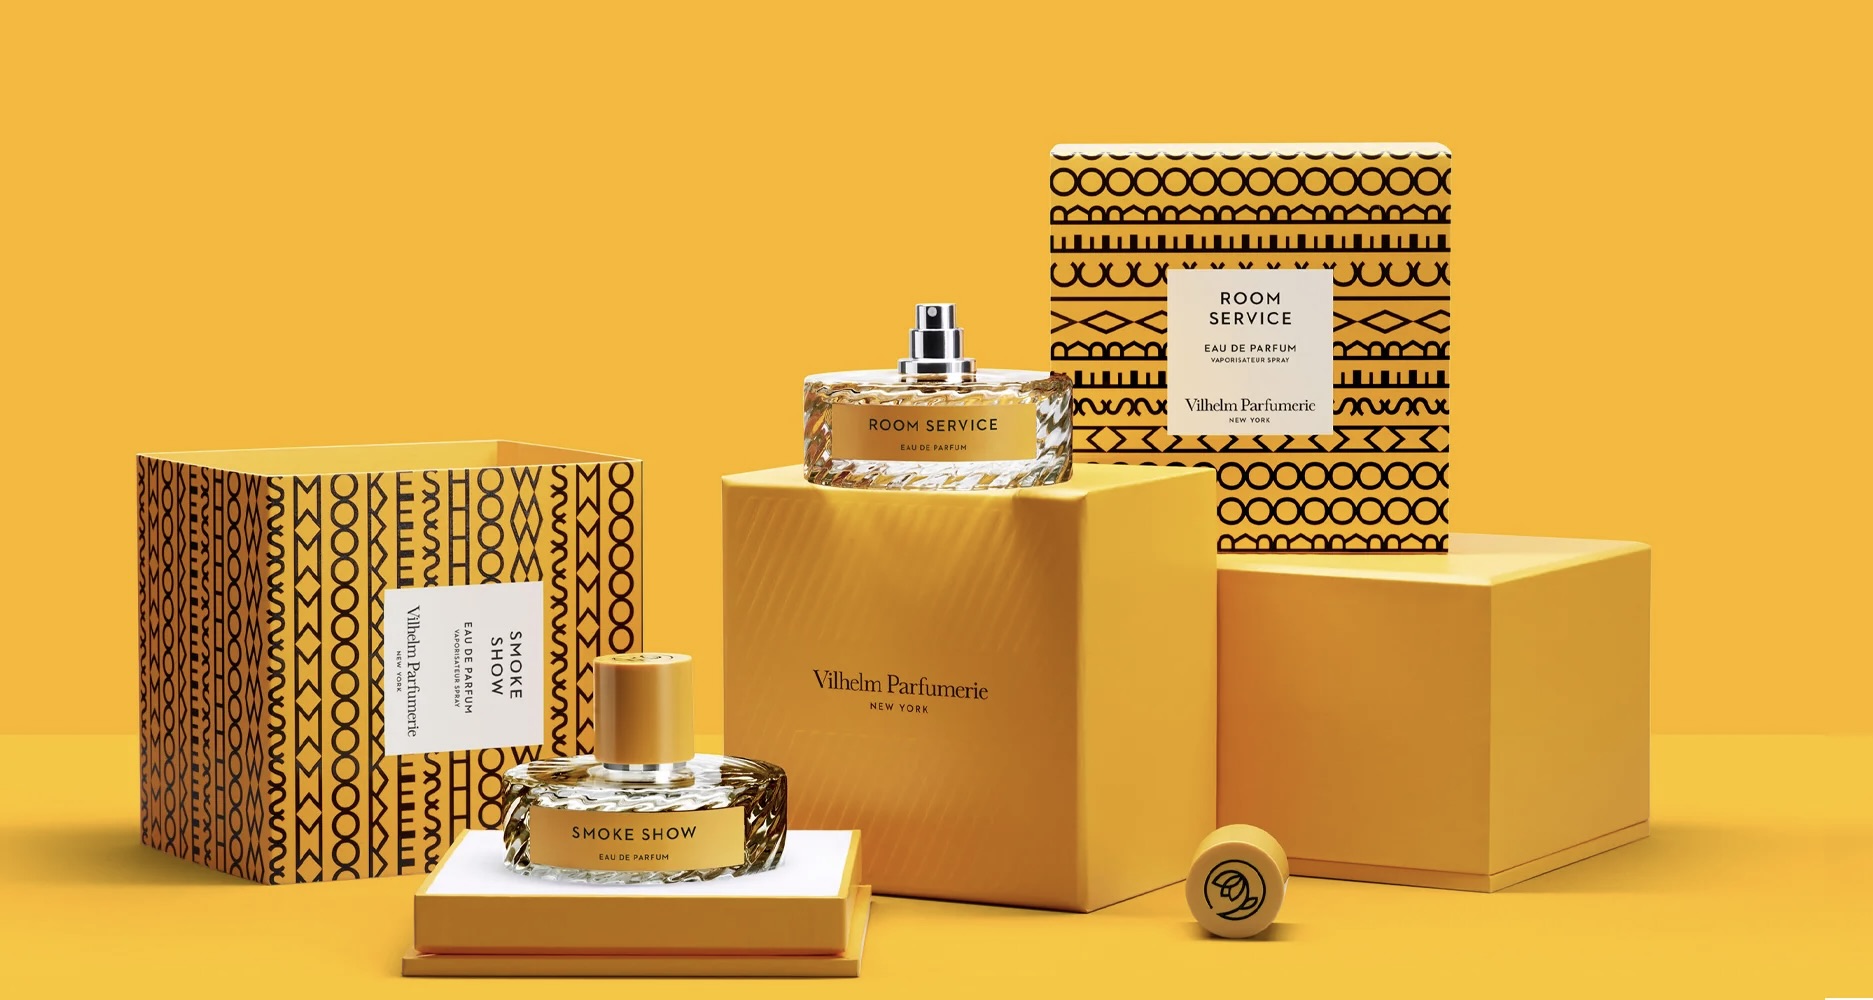 ROOM
SERVICE
EAU DE PARFUM
VAPORISATEUR SPRAY
Vilhelm Parfumerie
NEW YORK
ROOM SERVICE
EAU DE PARFUM
SMOKE
SHOW
EAU DE PARFUM
VAPORISATEUR SPRAY
Vilhelm Parfumerie
NEW YORK
Vilhelm Parfumerie
NEW YORK
SMOKE SHOW
EAU DE PARFUM